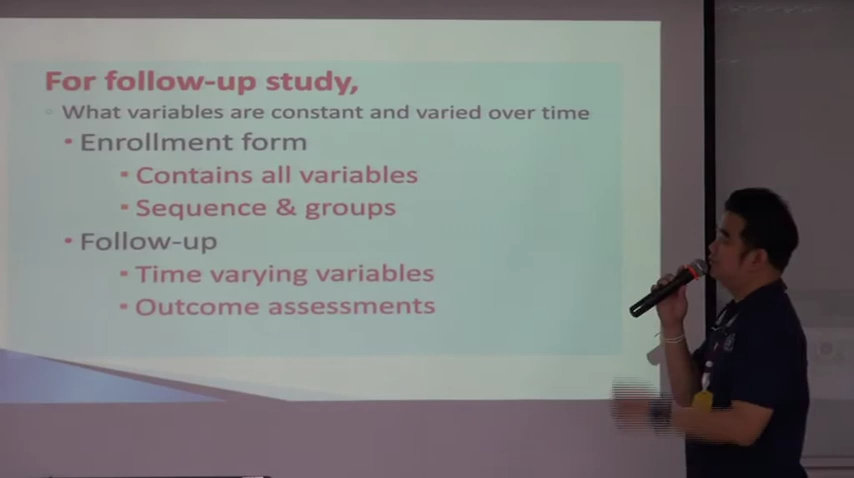 For follow-up study,
What variables are constant and varied over time
Enrollment form
Contains all variables
Sequence & groups
Follow-up
Time varying variables
Outcome assessments